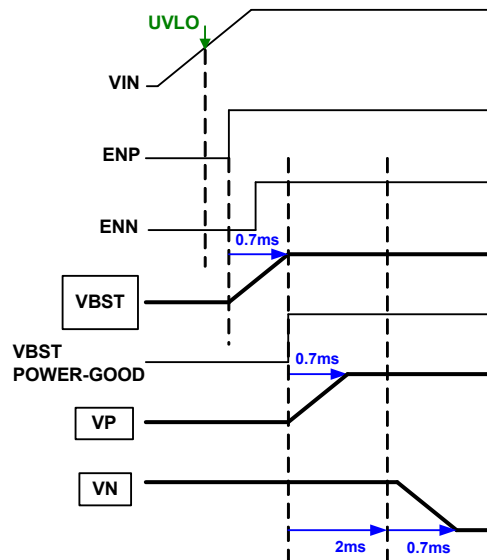 UVLO
VIN
ENP
ENN
0.7ms
VBST
VBST
POWER-GOOD
0.7ms
VP
VN
2ms
0.7ms